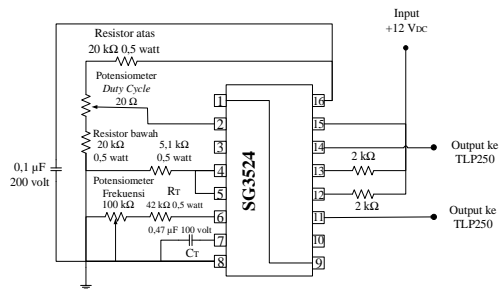 Resistor atas
20 kΩ 0,5 watt
Potensiometer
Duty Cycle
20 Ω
Resistor bawah
20 kΩ
0,5 watt
5,1 kΩ
0,5 watt
0,1 µF
200 volt
Potensiometer
Frekuensi
100 kΩ
RT
42 kΩ 0,5 watt
0,47 µF 100 volt
CT
1
2
3
4
5
6
7
8
SG3524
16
15
14
13
12
11
10
9
Input
+12 VDC
2 kΩ
2 kΩ
Output ke
TLP250
Output ke
TLP250